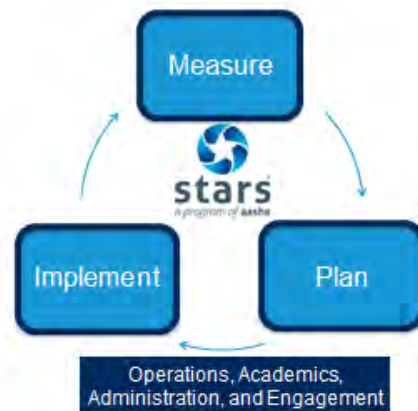 Measure
stars
a program of aashe
Implement
Plan
Operations, Academics,
Administration, and Engagement